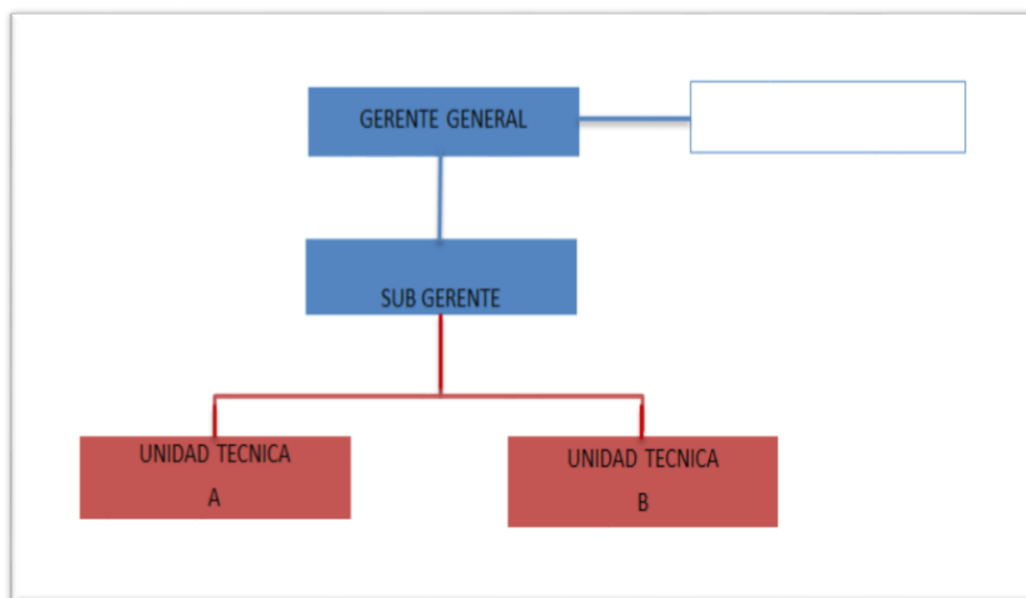 GERENTE GENERAL
SUB GERENTE
UNIDAD TECNICA
A
UNIDAD TECNICA
B